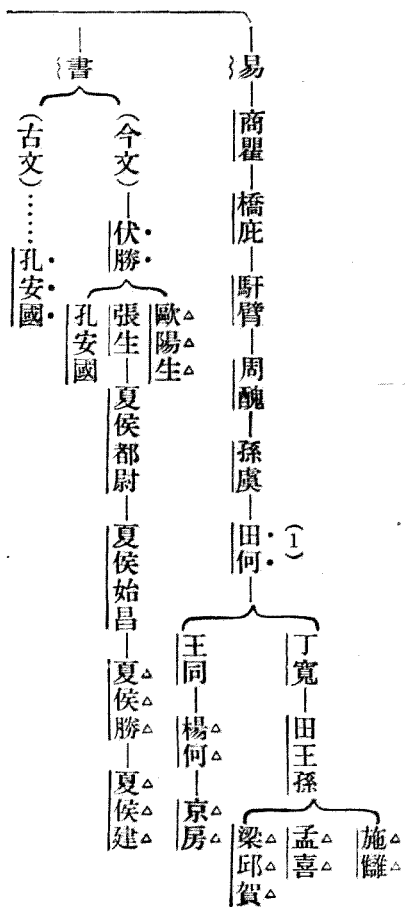 易—商瞿—橋庇—馯臂—周醜—孫虞—田何(1)
丁寬—田王孫
施讎
孟喜
梁邱賀
王同—楊何—京房
書
(今文)—伏勝
歐陽生
張生—夏侯都尉—夏侯始昌—夏侯勝—夏侯建
孔安國
(古文)……孔安國